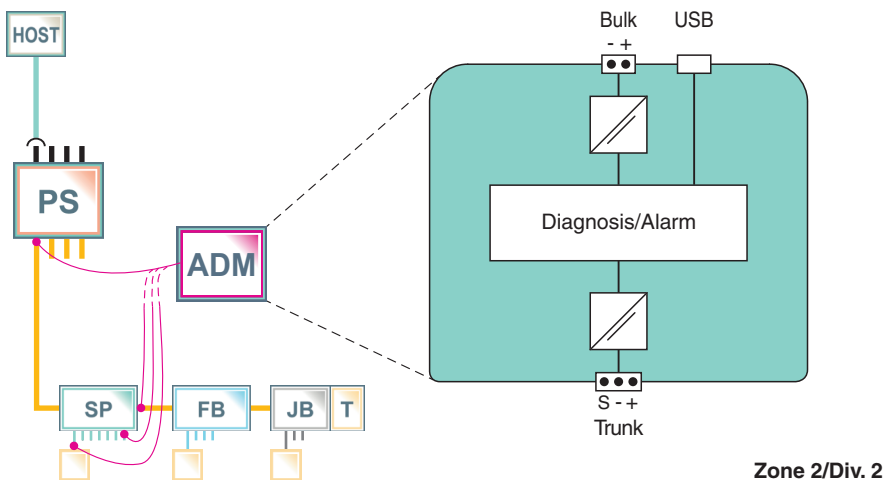 HOST
PS
ADM
SP
FB
JB
T
Bulk
- +
USB
Diagnosis/Alarm
S - +
Trunk
Zone 2/Div. 2